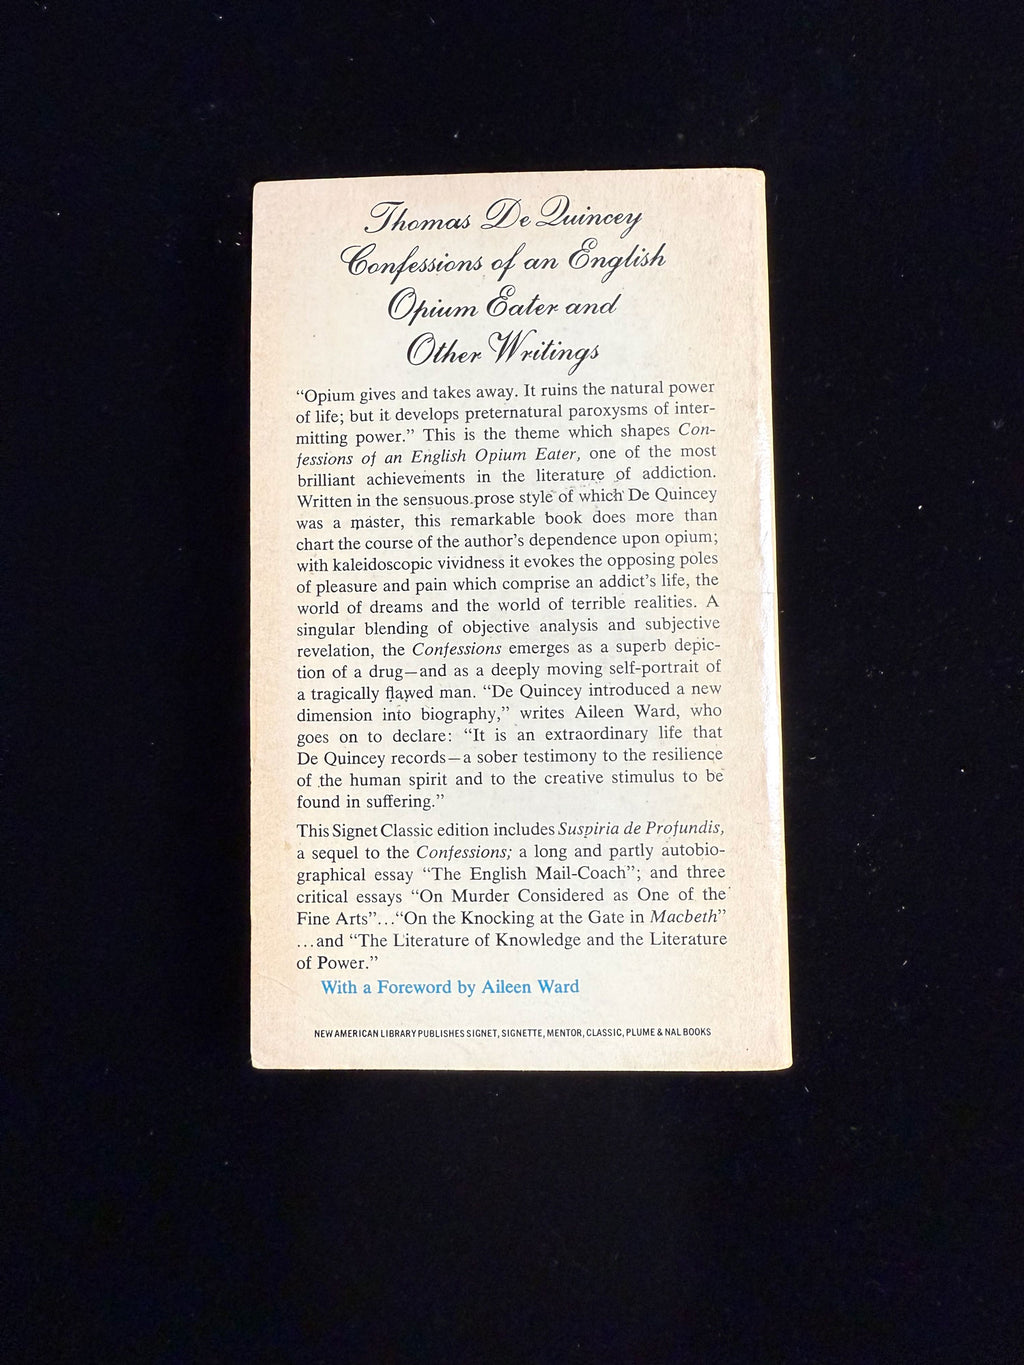 Thomas De Quincey
Confessions of an English
Opium Eater and
Other Writings
“Opium gives and takes away. It ruins the natural power
of life; but it develops preternatural paroxysms of inter-
mitting power.” This is the theme which shapes Con-
fessions of an English Opium Eater, one of the most
brilliant achievements in the literature of addiction.
Written in the sensuous prose style of which De Quincey
was a master, this remarkable book does more than
chart the course of the author’s dependence upon opium;
with kaleidoscopic vividness it evokes the opposing poles
of pleasure and pain which comprise an addict’s life, the
world of dreams and the world of terrible realities. A
singular blending of objective analysis and subjective
revelation, the Confessions emerges as a superb depic-
tion of a drug—and as a deeply moving self-portrait of
a tragically flawed man. “De Quincey introduced a new
dimension into biography,” writes Aileen Ward, who
goes on to declare: “It is an extraordinary life that
De Quincey records—a sober testimony to the resilience
of the human spirit and to the creative stimulus to be
found in suffering.”
This Signet Classic edition includes Suspiria de Profundis,
a sequel to the Confessions; a long and partly autobio-
graphical essay “The English Mail-Coach”; and three
critical essays “On Murder Considered as One of the
Fine Arts”...“On the Knocking at the Gate in Macbeth”
...and “The Literature of Knowledge and the Literature
of Power.”
With a Foreword by Aileen Ward
NEW AMERICAN LIBRARY PUBLISHES SIGNET, SIGNETTE, MENTOR, CLASSIC, PLUME & NAL BOOKS